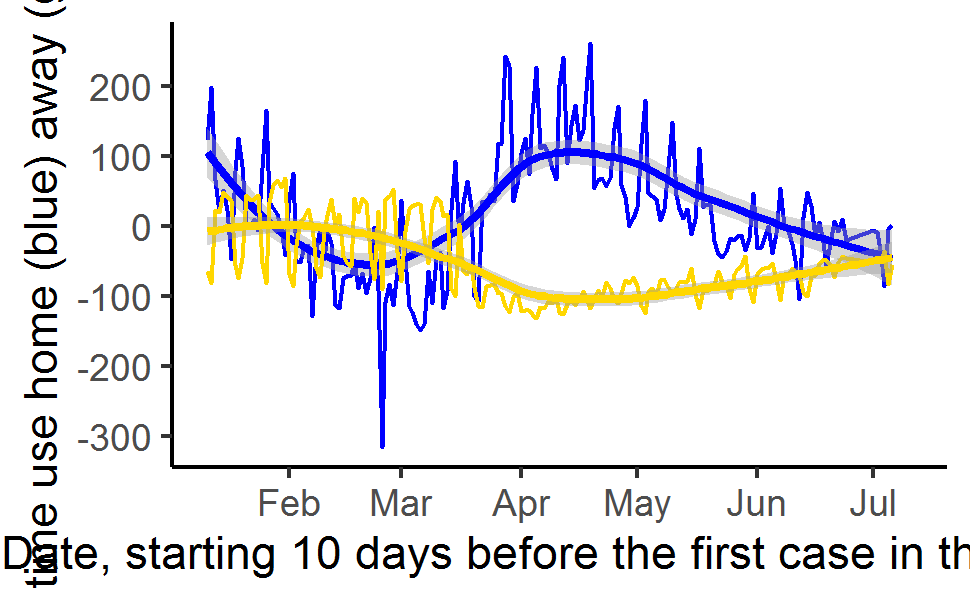 time use home (blue) away (
200
100
0
-100
-200
-300
Feb Mar Apr May Jun Jul
Date, starting 10 days before the first case in th